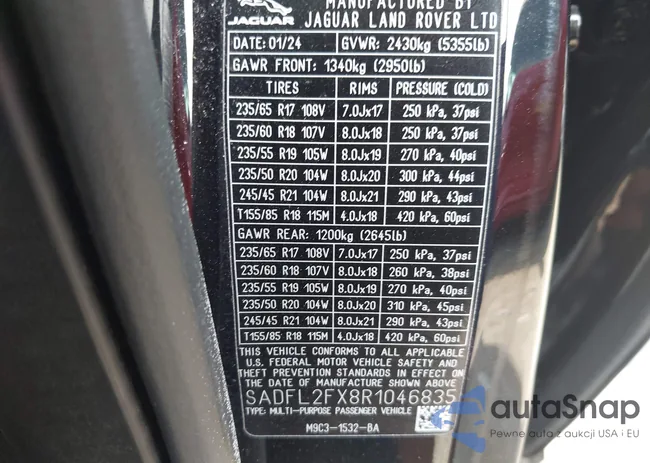 MANUFACTURED BY
JAGUAR JAGUAR LAND ROVER LTD
DATE: 01/24 GVWR: 2430kg (5355lb)
GAWR FRONT: 1340kg (2950lb)
TIRES RIMS PRESSURE (COLD)
235/65 R17 108V 7.0Jx17 250 kPa, 37psi
235/60 R18 107V 8.0Jx18 250 kPa, 37psi
235/55 R19 105W 8.0Jx19 270 kPa, 40psi
235/50 R20 104W 8.0Jx20 300 kPa, 44psi
245/45 R21 104W 8.0Jx21 290 kPa, 43psi
T155/85 R18 115M 4.0Jx18 420 kPa, 60psi
GAWR REAR: 1200kg (2645lb)
235/65 R17 108V 7.0Jx17 250 kPa, 37psi
235/60 R18 107V 8.0Jx18 260 kPa, 38psi
235/55 R19 105W 8.0Jx19 270 kPa, 40psi
235/50 R20 104W 8.0Jx20 310 kPa, 45psi
245/45 R21 104W 8.0Jx21 290 kPa, 43psi
T155/85 R18 115M 4.0Jx18 420 kPa, 60psi
THIS VEHICLE CONFORMS TO ALL APPLICABLE
U.S. FEDERAL MOTOR VEHICLE SAFETY AND
THEFT PREVENTION STANDARDS IN EFFECT ON
THE DATE OF MANUFACTURE SHOWN ABOVE
SADFL2FX8R1046835
TYPE: MULTI-PURPOSE PASSENGER VEHICLE
M9C3-1532-BA
autoSnap
Pewne auta z aukcji USA i EU